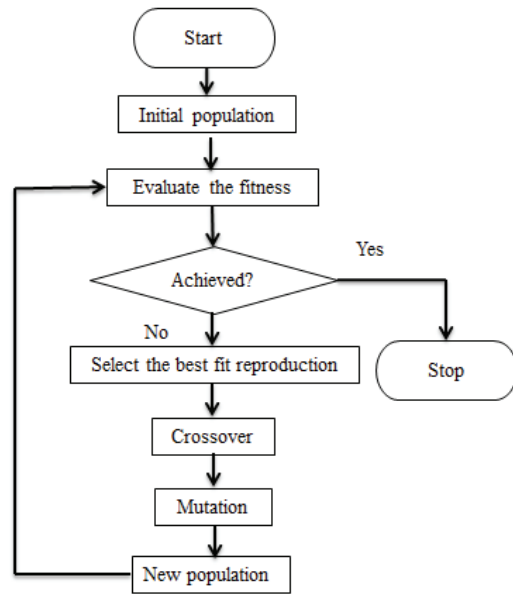 Start
Initial population
Evaluate the fitness
Achieved?
Yes
No
Select the best fit reproduction
Stop
Crossover
Mutation
New population